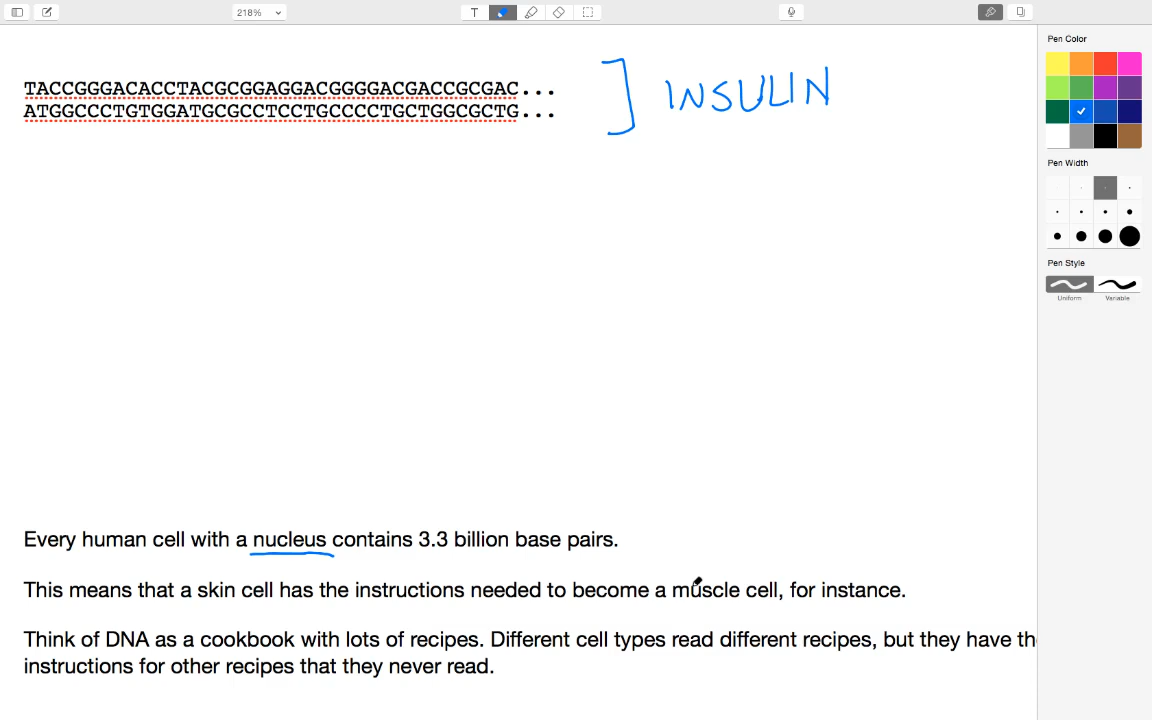 218%
T
TACCGGGACACCTACGCGGAGGACGGGGACGACCGCGAC...
ATGGCCCTGTGGATGCGCCTCCTGCCCCTGCTGGCGCTG...
INSULIN
Every human cell with a nucleus contains 3.3 billion base pairs.
This means that a skin cell has the instructions needed to become a muscle cell, for instance.
Think of DNA as a cookbook with lots of recipes. Different cell types read different recipes, but they have th
instructions for other recipes that they never read.
Pen Color
Pen Width
Pen Style
Uniform Variable